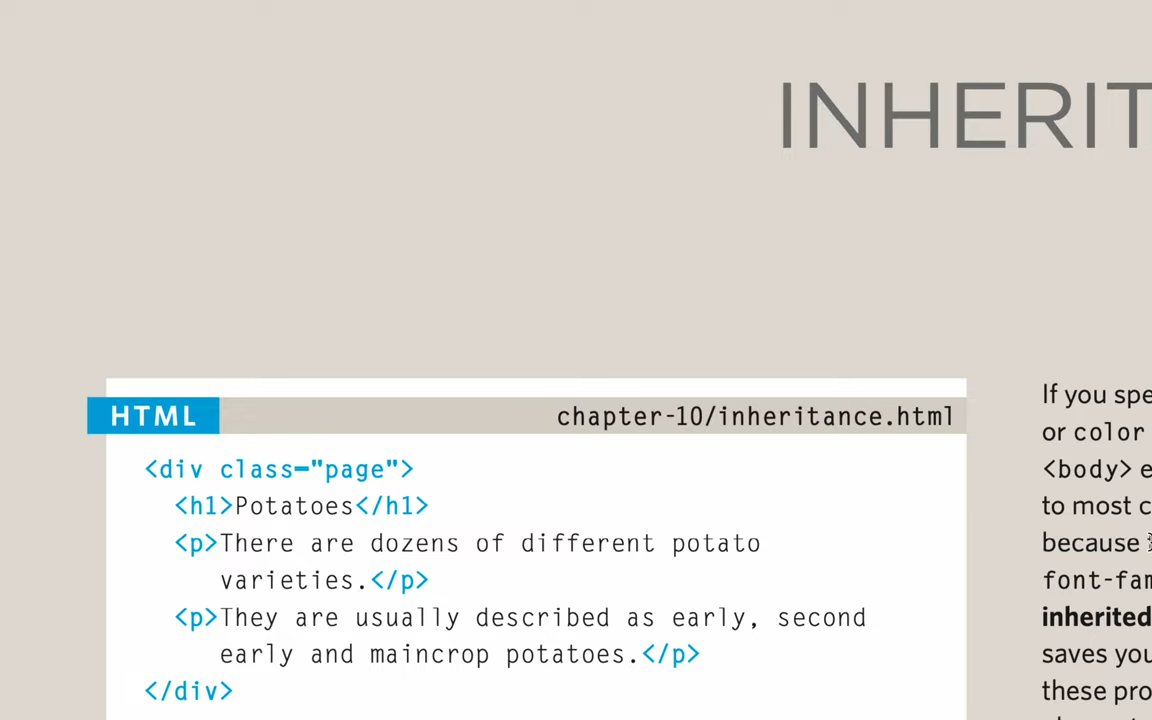 INHERIT
HTML
chapter-10/inheritance.html
<div class="page">
<h1>Potatoes</h1>
<p>There are dozens of different potato
varieties.</p>
<p>They are usually described as early, second
early and maincrop potatoes.</p>
</div>
If you spe
or color
<body> e
to most c
because
font-fam
inherited
saves you
these pro